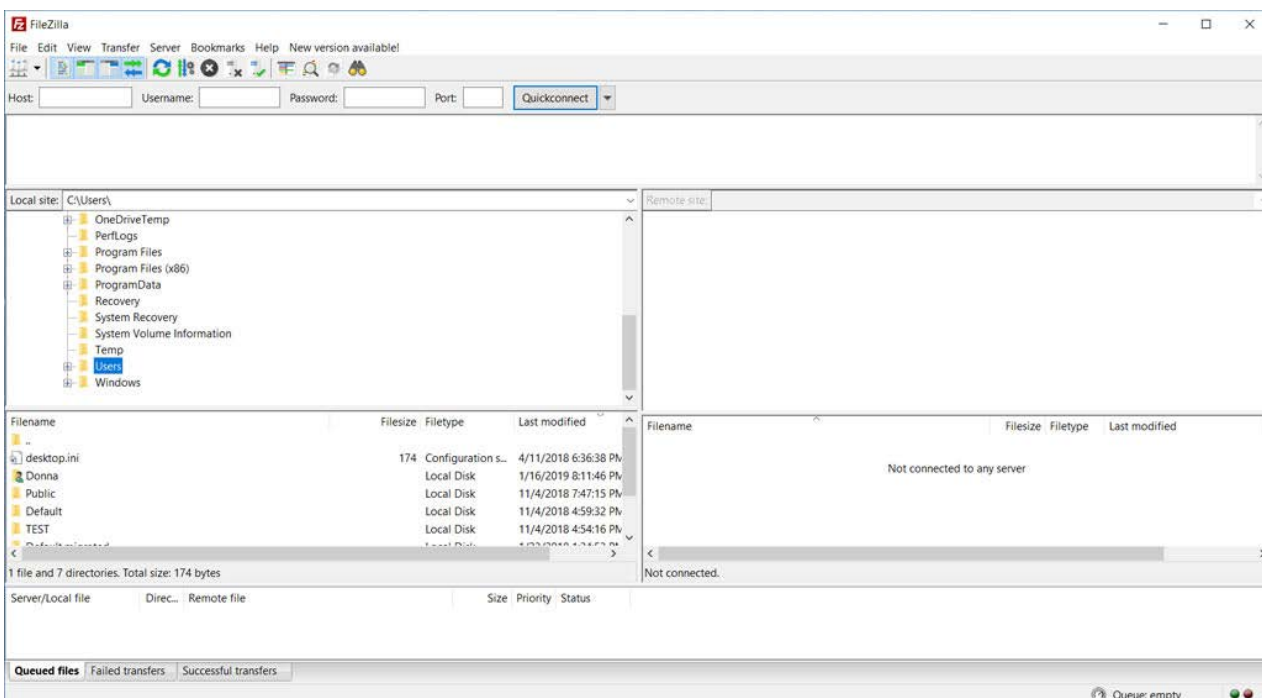 FileZilla
File Edit View Transfer Server Bookmarks Help New version available!
Host: Username: Password: Port: Quickconnect
Local site: C:\Users\
Remote site:
OneDriveTemp
PerfLogs
Program Files
Program Files (x86)
ProgramData
Recovery
System Recovery
System Volume Information
Temp
Users
Windows
Filename Filesize Filetype Last modified
..
desktop.ini 174 Configuration s... 4/11/2018 6:36:38 PM
Donna Local Disk 1/16/2019 8:11:46 PM
Public Local Disk 11/4/2018 7:47:15 PM
Default Local Disk 11/4/2018 4:59:32 PM
TEST Local Disk 11/4/2018 4:54:16 PM
1 file and 7 directories. Total size: 174 bytes
Filename Filesize Filetype Last modified
Not connected to any server
Not connected.
Server/Local file Direc... Remote file Size Priority Status
Queued files Failed transfers Successful transfers
Queue: empty